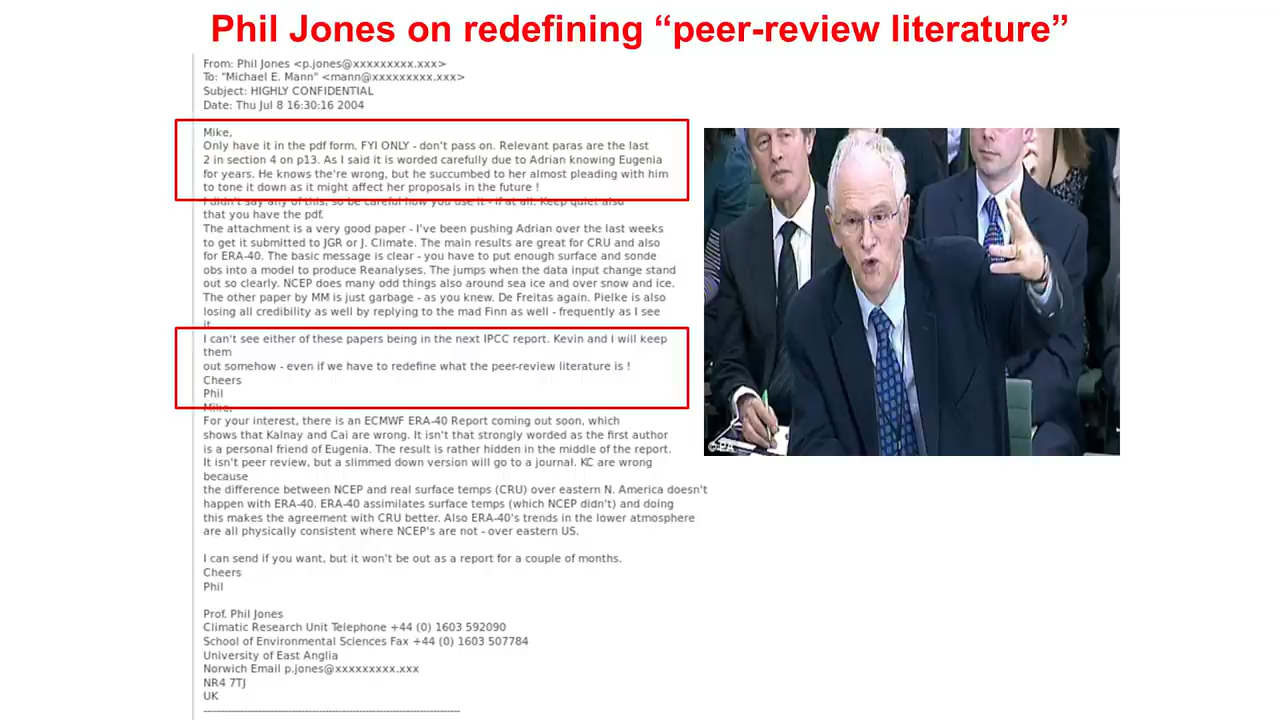 Phil Jones on redefining “peer-review literature”
From: Phil Jones <p.jones@xxxxxxxxx.xxx>
To: "Michael E. Mann" <mann@xxxxxxxxx.xxx>
Subject: HIGHLY CONFIDENTIAL
Date: Thu Jul 8 16:30:16 2004
Mike,
Only have it in the pdf form. FYI ONLY - don't pass on. Relevant paras are the last
2 in section 4 on p13. As I said it is worded carefully due to Adrian knowing Eugenia
for years. He knows the're wrong, but he succumbed to her almost pleading with him
to tone it down as it might affect her proposals in the future !
I didn't say any of this, so be careful how you use it - if at all. Keep quiet also
that you have the pdf.
The attachment is a very good paper - I've been pushing Adrian over the last weeks
to get it submitted to JGR or J. Climate. The main results are great for CRU and also
for ERA-40. The basic message is clear - you have to put enough surface and sonde
obs into a model to produce Reanalyses. The jumps when the data input change stand
out so clearly. NCEP does many odd things also around sea ice and over snow and ice.
The other paper by MM is just garbage - as you knew. De Freitas again. Pielke is also
losing all credibility as well by replying to the mad Finn as well - frequently as I see
it.
I can't see either of these papers being in the next IPCC report. Kevin and I will keep
them
out somehow - even if we have to redefine what the peer-review literature is !
Cheers
Phil
Mike,
For your interest, there is an ECMWF ERA-40 Report coming out soon, which
shows that Kalnay and Cai are wrong. It isn't that strongly worded as the first author
is a personal friend of Eugenia. The result is rather hidden in the middle of the report.
It isn't peer review, but a slimmed down version will go to a journal. KC are wrong
because
the difference between NCEP and real surface temps (CRU) over eastern N. America doesn't
happen with ERA-40. ERA-40 assimilates surface temps (which NCEP didn't) and doing
this makes the agreement with CRU better. Also ERA-40's trends in the lower atmosphere
are all physically consistent where NCEP's are not - over eastern US.
I can send if you want, but it won't be out as a report for a couple of months.
Cheers
Phil
Prof. Phil Jones
Climatic Research Unit Telephone +44 (0) 1603 592090
School of Environmental Sciences Fax +44 (0) 1603 507784
University of East Anglia
Norwich Email p.jones@xxxxxxxxx.xxx
NR4 7TJ
UK
©PA